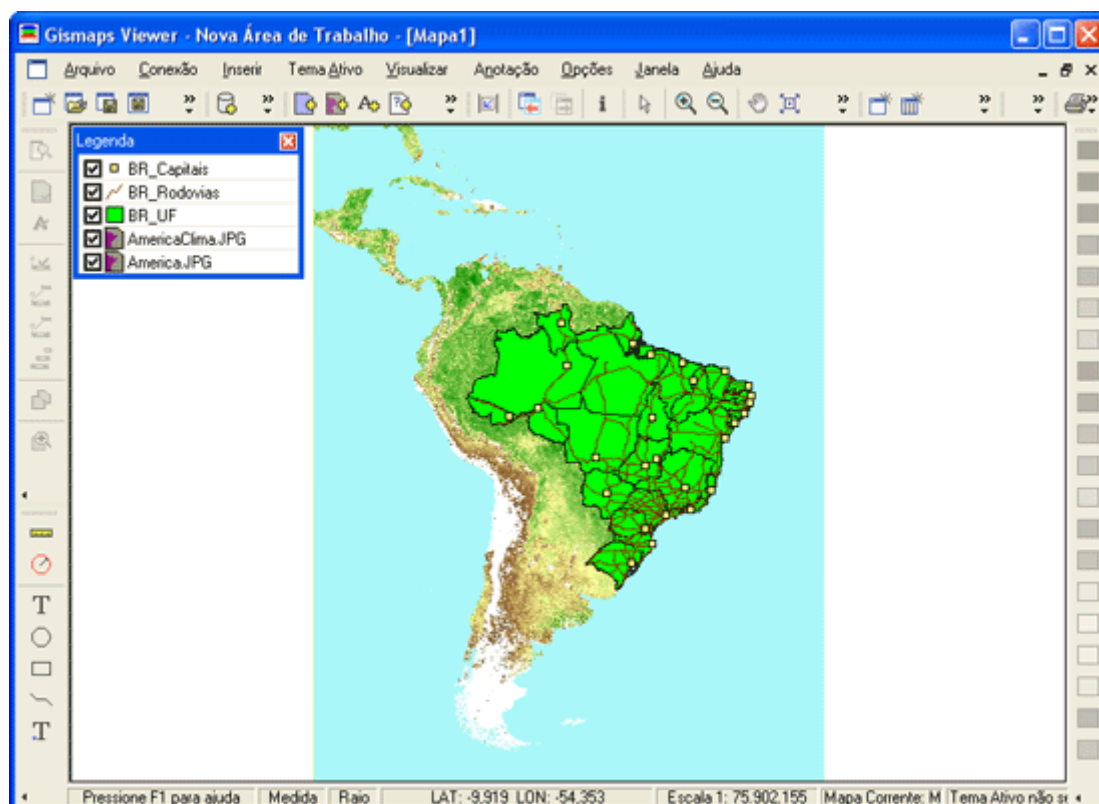 Gismaps Viewer - Nova Área de Trabalho - [Mapa1]
Arquivo Conexão Inserir Tema Ativo Visualizar Anotação Opções Janela Ajuda
Legenda
BR_Capitais
BR_Rodovias
BR_UF
AmericaClima.JPG
America.JPG
T
T
Pressione F1 para ajuda Medida Raio LAT: -9,919 LON: -54,353 Escala 1: 75.902.155 Mapa Corrente: M Tema Ativo não